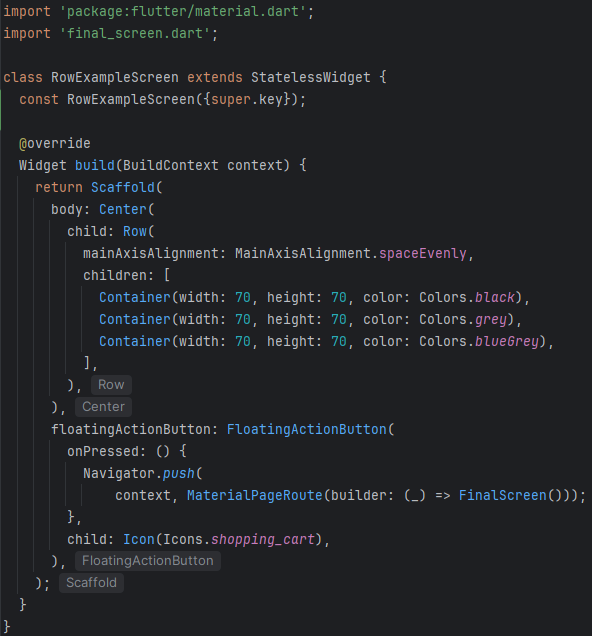 import 'package:flutter/material.dart';
import 'final_screen.dart';

class RowExampleScreen extends StatelessWidget {
  const RowExampleScreen({super.key});

  @override
  Widget build(BuildContext context) {
    return Scaffold(
      body: Center(
        child: Row(
          mainAxisAlignment: MainAxisAlignment.spaceEvenly,
          children: [
            Container(width: 70, height: 70, color: Colors.black),
            Container(width: 70, height: 70, color: Colors.grey),
            Container(width: 70, height: 70, color: Colors.blueGrey),
          ],
        ), Row
      ), Center
      floatingActionButton: FloatingActionButton(
        onPressed: () {
          Navigator.push(
              context, MaterialPageRoute(builder: (_) => FinalScreen()));
        },
        child: Icon(Icons.shopping_cart),
      ), FloatingActionButton
    ); Scaffold
  }
}